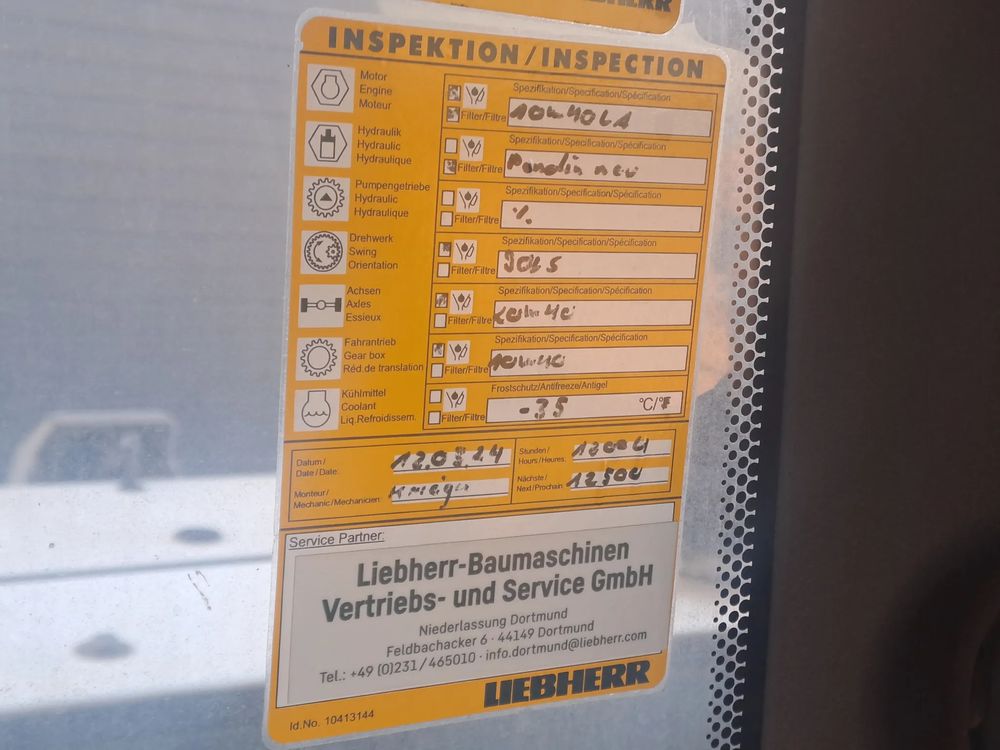 INSPEKTION/INSPECTION
Motor
Engine
Moteur
Spezifikation/Specification/Spécification
Filter/Filtre
10W40LA
Hydraulik
Hydraulic
Hydraulique
Spezifikation/Specification/Spécification
Filter/Filtre
Panolin neu
Pumpengetriebe
Hydraulic
Hydraulique
Spezifikation/Specification/Spécification
Filter/Filtre
%
Drehwerk
Swing
Orientation
Spezifikation/Specification/Spécification
Filter/Filtre
90LS
Achsen
Axles
Essieux
Spezifikation/Specification/Spécification
Filter/Filtre
Fahrantrieb
Gear box
Réd.de translation
Spezifikation/Specification/Spécification
Filter/Filtre
10W40
Kühlmittel
Coolant
Liq.Refroidissem.
Frostschutz/Antifreeze/Antigel
Filter/Filtre
-35
°C/°F
Datum/
Date/Date:
Stunden/
Hours/Heures:
12004
Monteur/
Mechanic/Mechanicien:
Nächste/
Next/Prochain:
12500
Service Partner:
Liebherr-Baumaschinen
Vertriebs- und Service GmbH
Niederlassung Dortmund
Feldbachacker 6 · 44149 Dortmund
Tel.: +49 (0)231/465010 · info.dortmund@liebherr.com
LIEBHERR
Id.No. 10413144